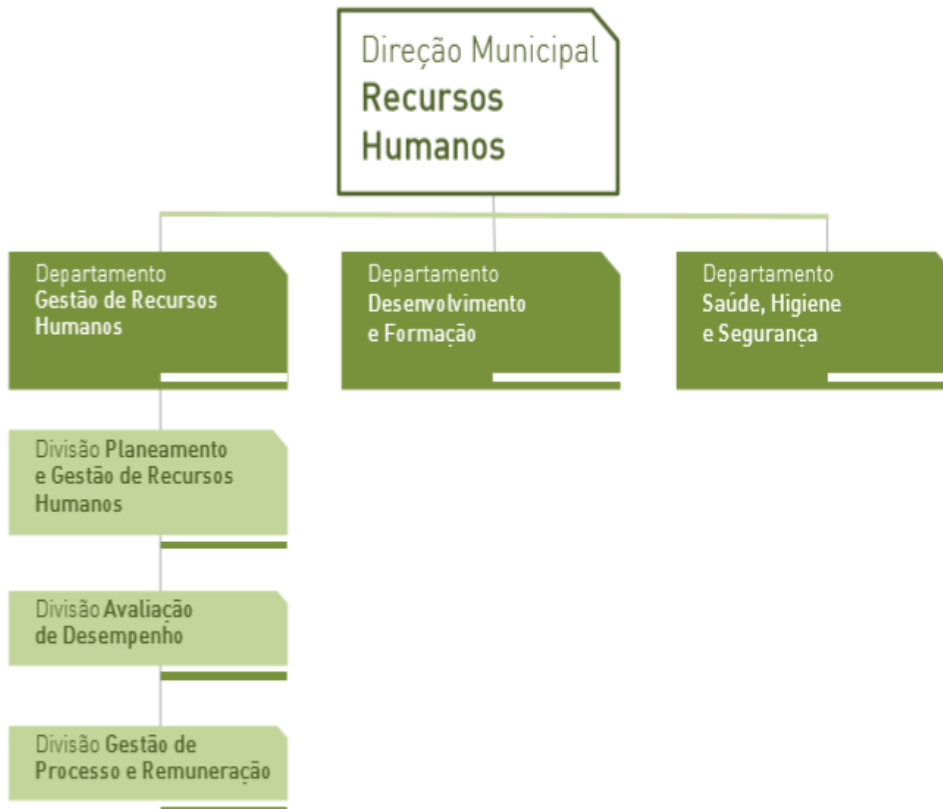 Direção Municipal
Recursos
Humanos
Departamento
Gestão de Recursos
Humanos
Departamento
Desenvolvimento
e Formação
Departamento
Saúde, Higiene
e Segurança
Divisão Planeamento
e Gestão de Recursos
Humanos
Divisão Avaliação
de Desempenho
Divisão Gestão de
Processo e Remuneração